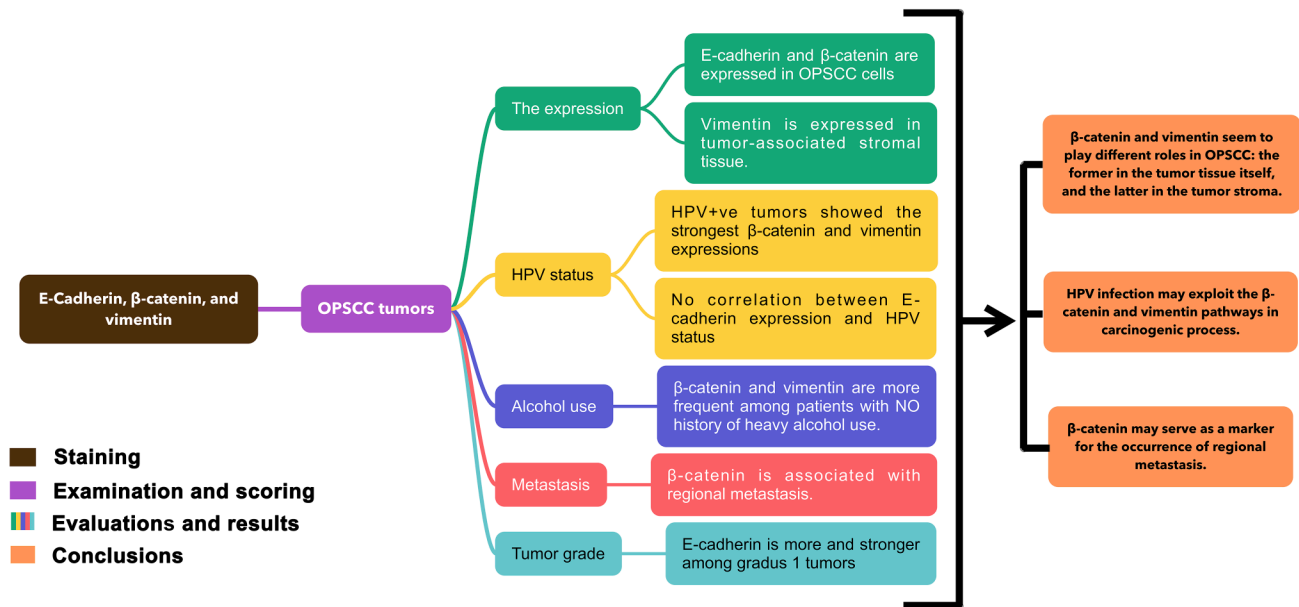 E-Cadherin, β-catenin, and
vimentin
OPSCC tumors
The expression
E-cadherin and β-catenin are
expressed in OPSCC cells
Vimentin is expressed in
tumor-associated stromal
tissue.
HPV status
HPV+ve tumors showed the
strongest β-catenin and vimentin
expressions
No correlation between E-
cadherin expression and HPV
status
Alcohol use
β-catenin and vimentin are more
frequent among patients with NO
history of heavy alcohol use.
Metastasis
β-catenin is associated with
regional metastasis.
Tumor grade
E-cadherin is more and stronger
among gradus 1 tumors
β-catenin and vimentin seem to
play different roles in OPSCC: the
former in the tumor tissue itself,
and the latter in the tumor stroma.
HPV infection may exploit the β-
catenin and vimentin pathways in
carcinogenic process.
β-catenin may serve as a marker
for the occurrence of regional
metastasis.
Staining
Examination and scoring
Evaluations and results
Conclusions